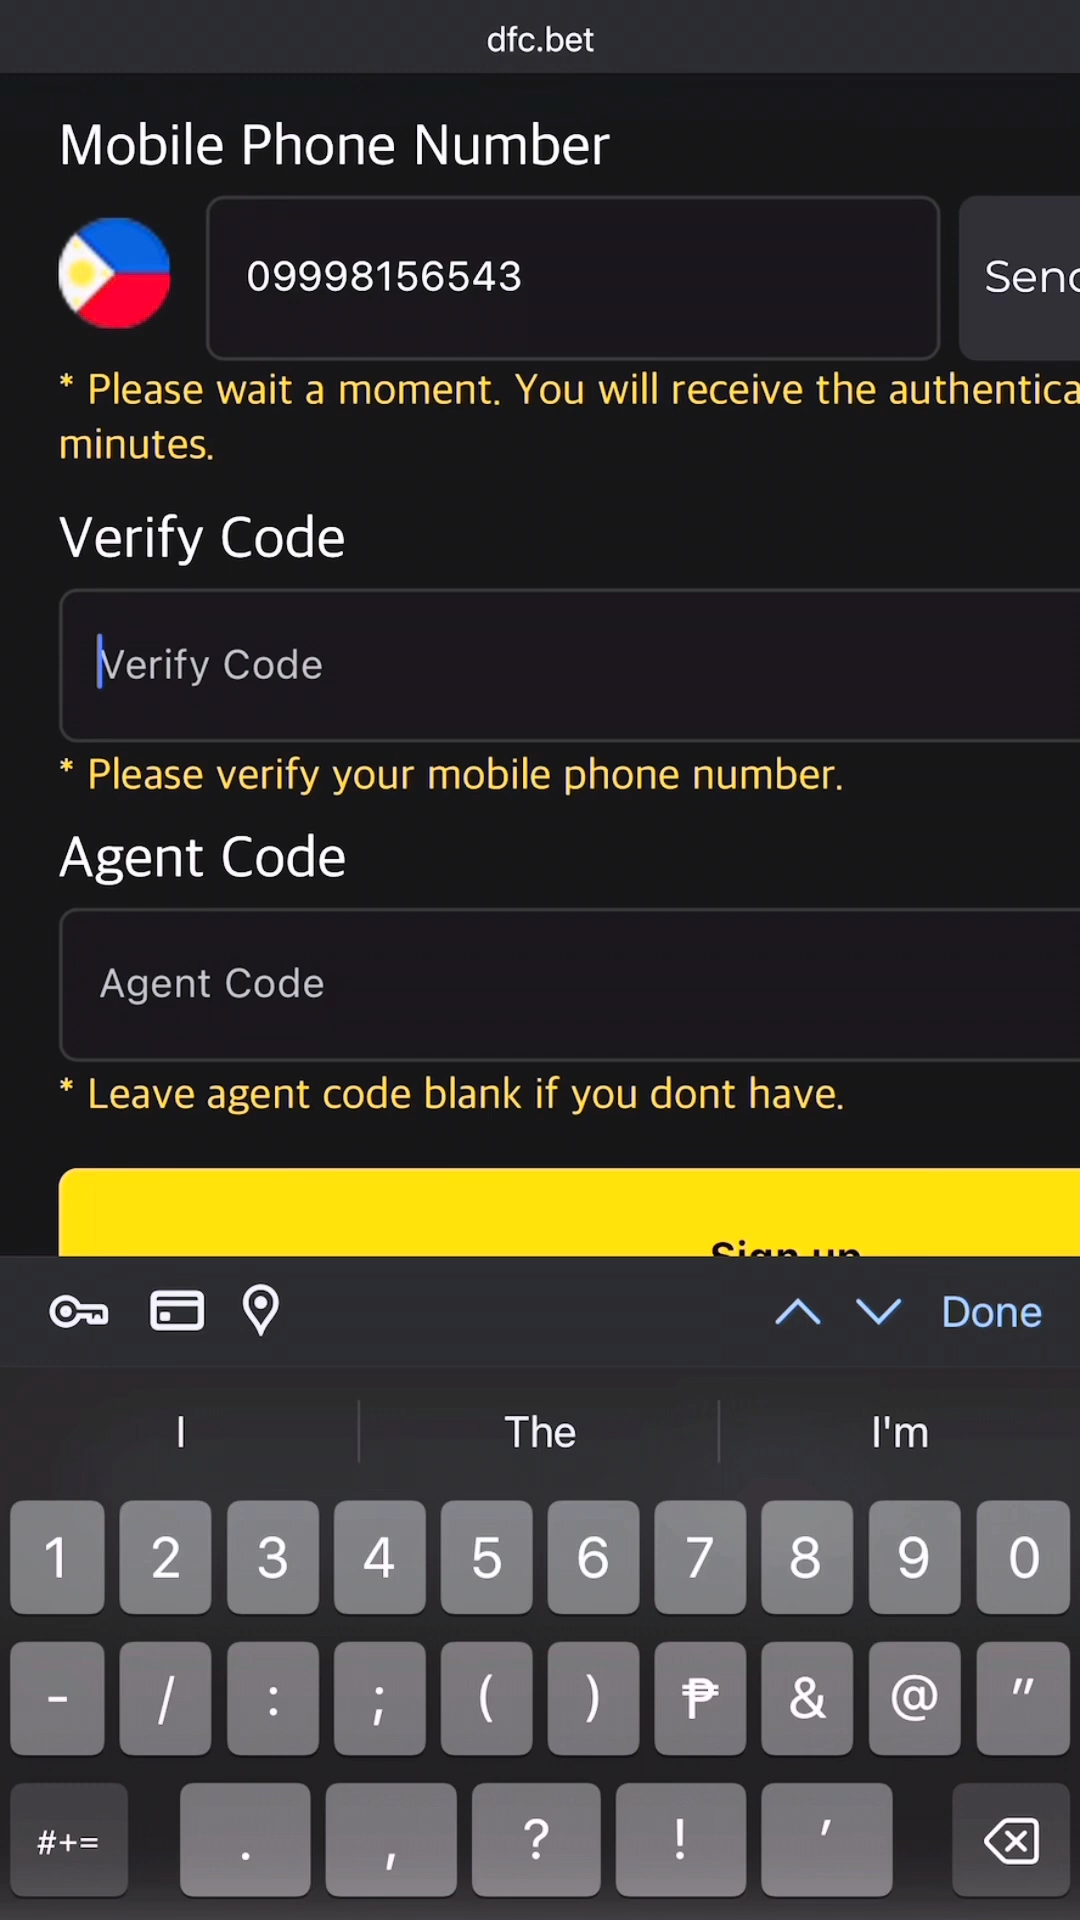 dfc.bet
Mobile Phone Number
09998156543
* Please wait a moment. You will receive the
minutes.
Verify Code
Verify Code
* Please verify your mobile phone number.
Agent Code
Agent Code
* Leave agent code blank if you dont have.
Sign up
Done
I The I'm
1 2 3 4 5 6 7 8 9 0
- / : ; ( ) ₱ & @ "
#+= . , ? ! '